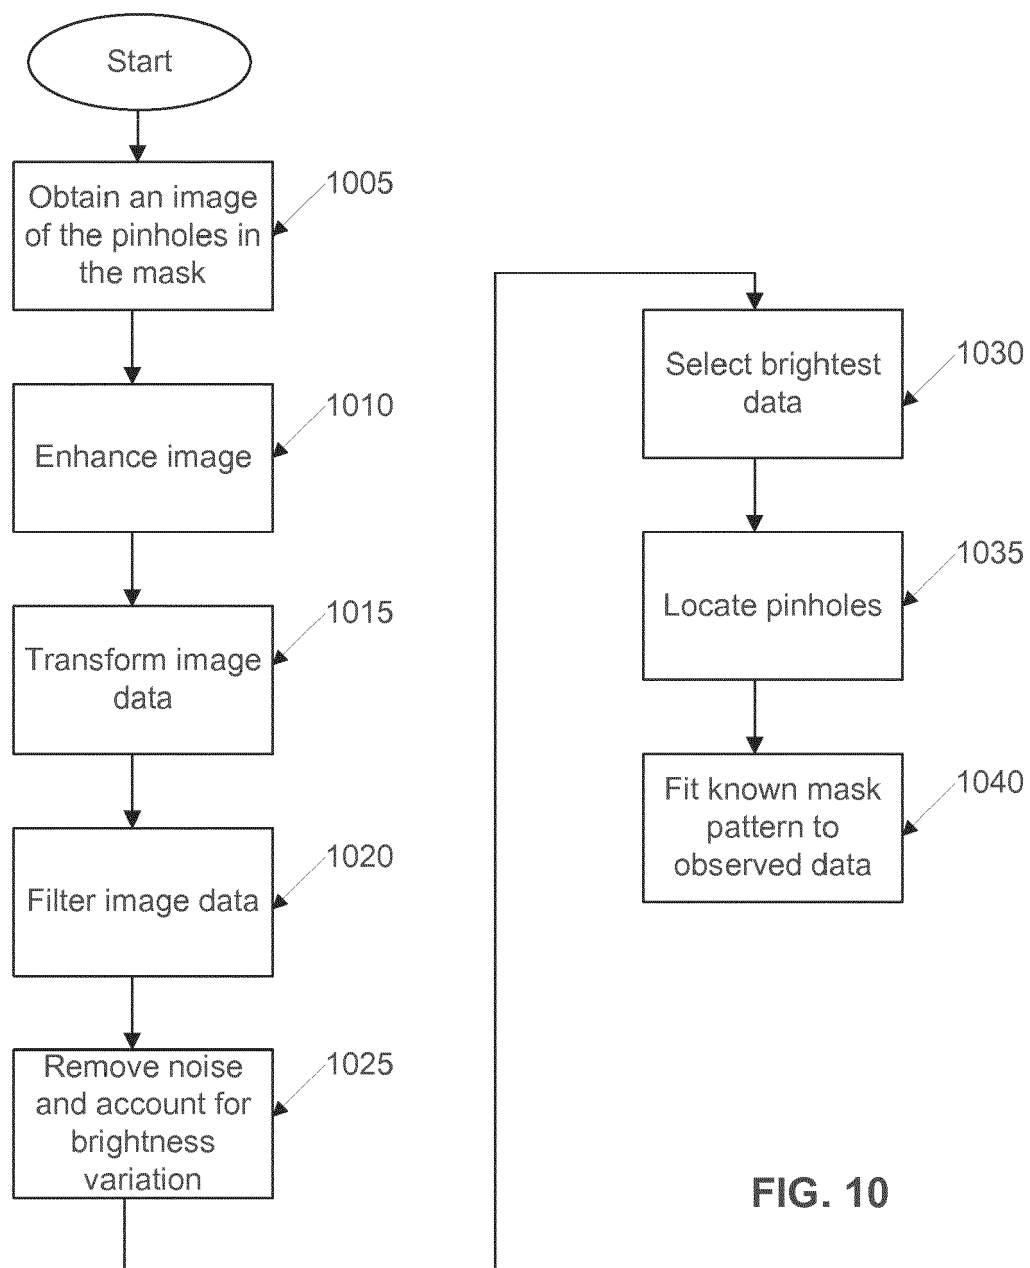 Start
Obtain an image
of the pinholes in
the mask
1005
Enhance image
1010
Transform image
data
1015
Filter image data
1020
Remove noise
and account for
brightness
variation
1025
Select brightest
data
1030
Locate pinholes
1035
Fit known mask
pattern to
observed data
1040
FIG. 10